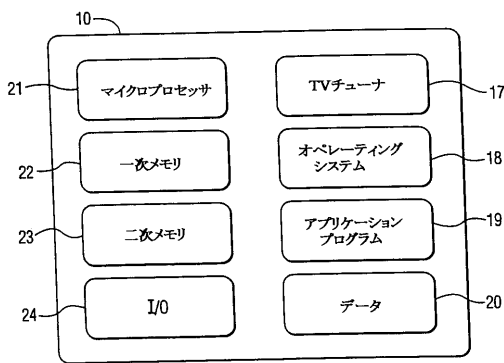 10
21
マイクロプロセッサ
TVチューナ
17
22
一次メモリ
オペレーティング
システム
18
23
二次メモリ
アプリケーション
プログラム
19
24
I/O
データ
20